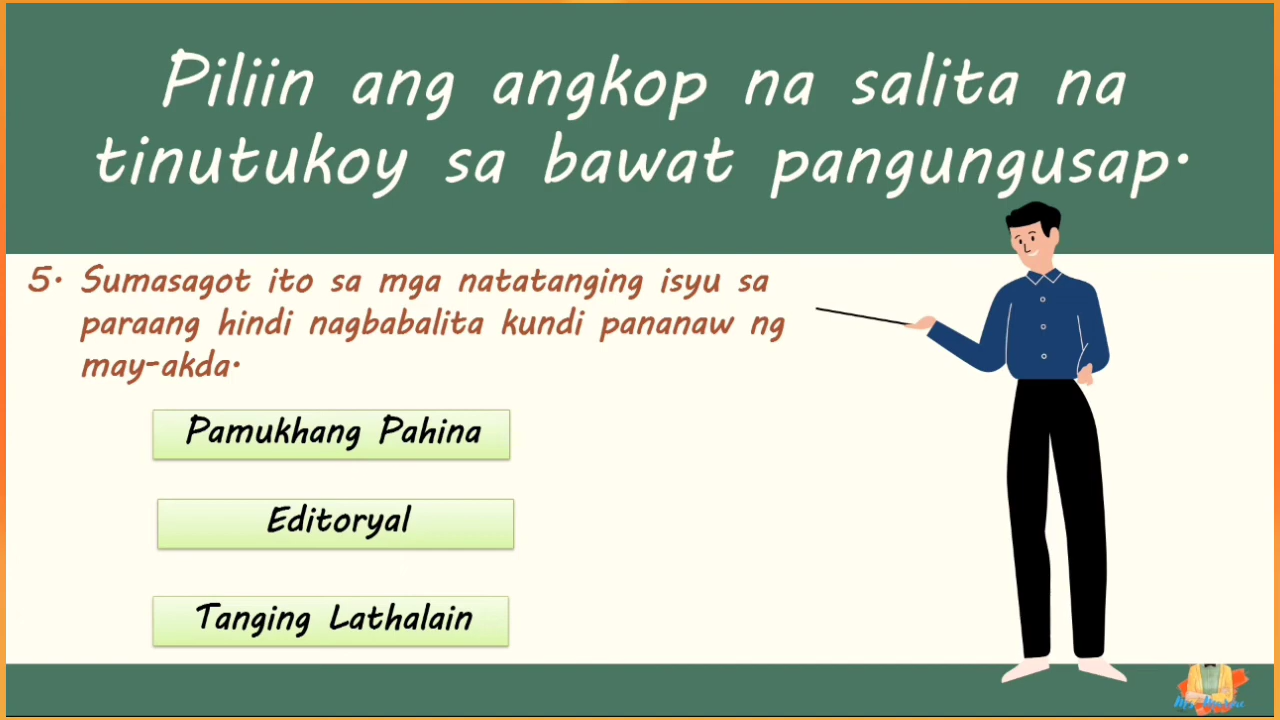 Piliin ang angkop na salita na
tinutukoy sa bawat pangungusap.
5. Sumasagot ito sa mga natatanging isyu sa
paraang hindi nagbabalita kundi pananaw ng
may-akda.
Pamukhang Pahina
Editoryal
Tanging Lathalain